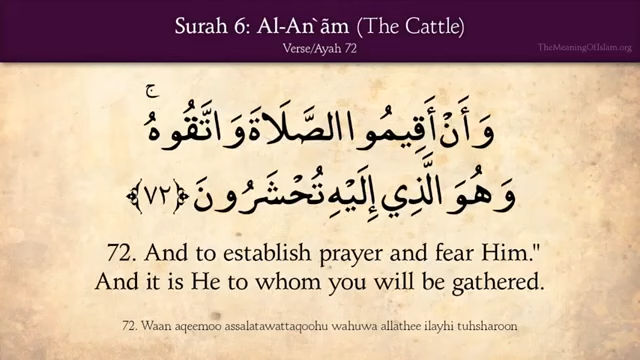 Surah 6: Al-An`ãm (The Cattle)
Verse/Ayah 72
TheMeaningOfIslam.org
وَأَنْ أَقِيمُوا الصَّلَاةَ وَاتَّقُوهُ ۚ
وَهُوَ الَّذِي إِلَيْهِ تُحْشَرُونَ ﴿٧٢﴾
72. And to establish prayer and fear Him."
And it is He to whom you will be gathered.
72. Waan aqeemoo assalatawattaqoohu wahuwa allathee ilayhi tuhsharoon